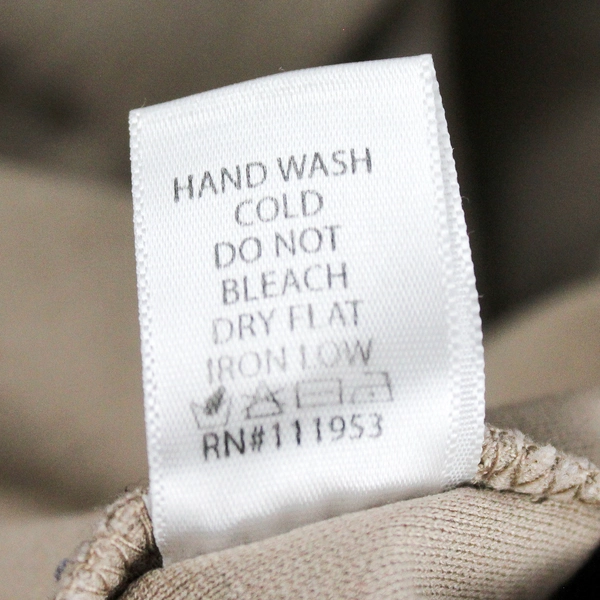 HAND WASH
COLD
DO NOT
BLEACH
DRY FLAT
IRON LOW
RN#111953